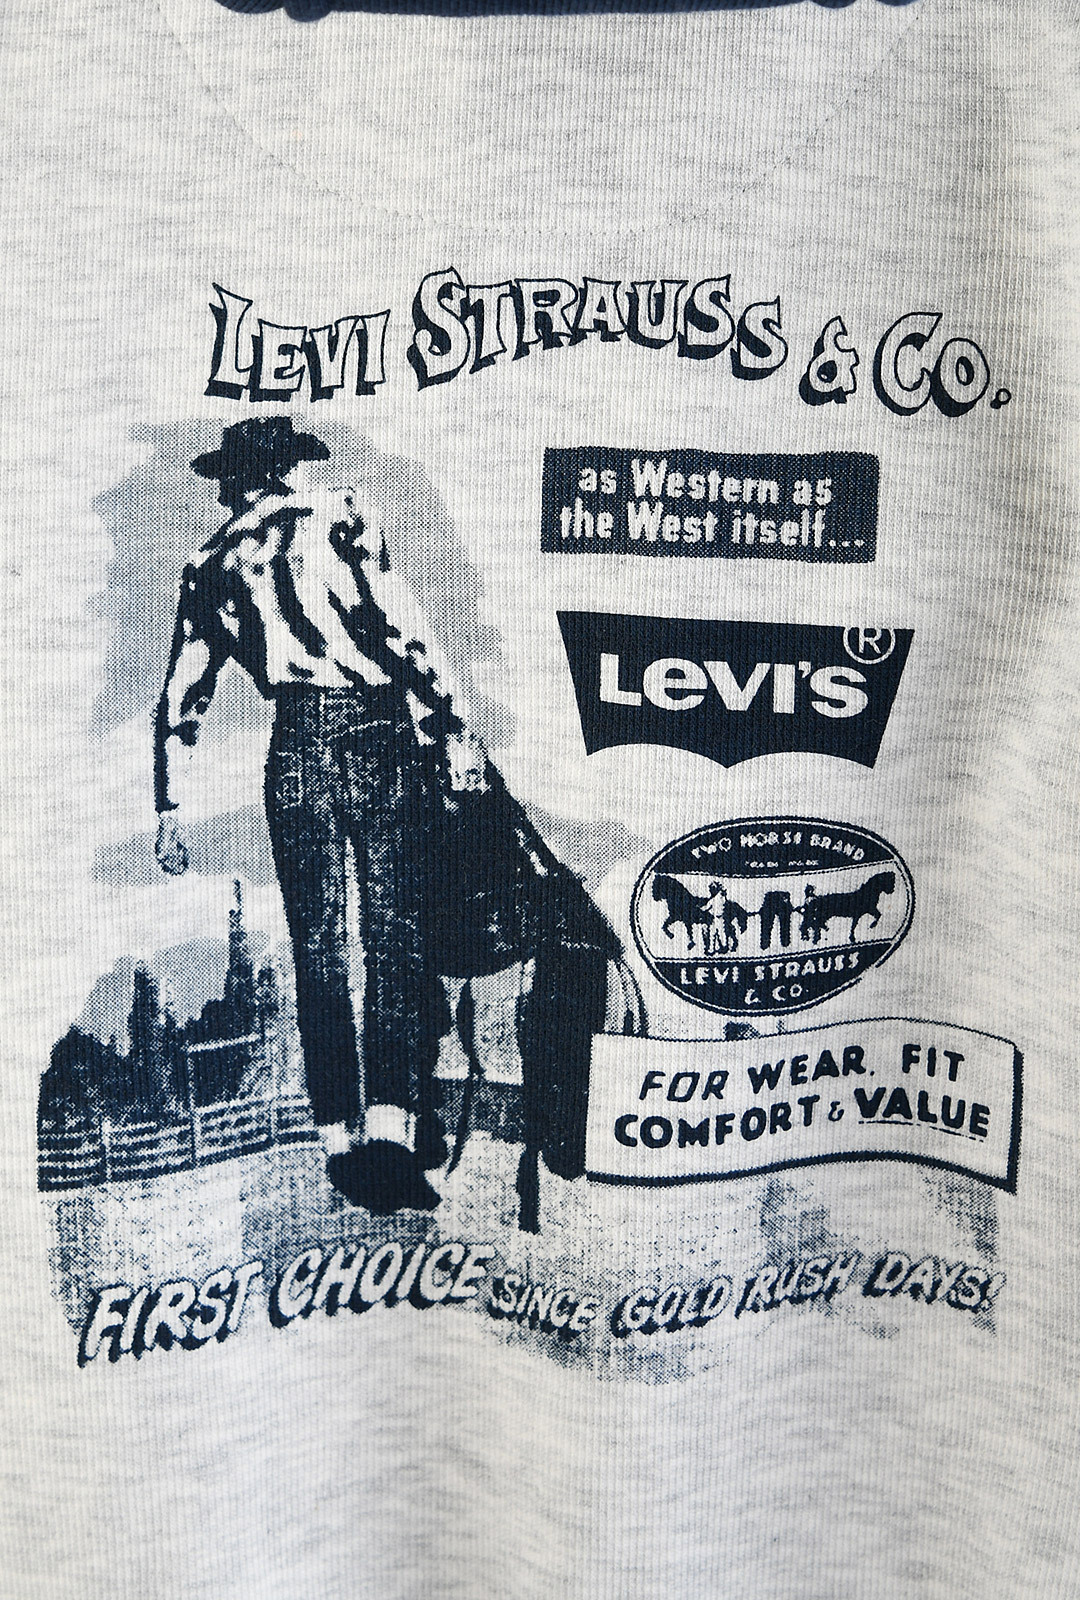 LEVI STRAUSS & CO.
as Western as
the West itself...
LEVI'S®
TWO HORSE BRAND
LEVI STRAUSS
& CO
FOR WEAR, FIT
COMFORT & VALUE
FIRST CHOICE SINCE GOLD RUSH DAYS!